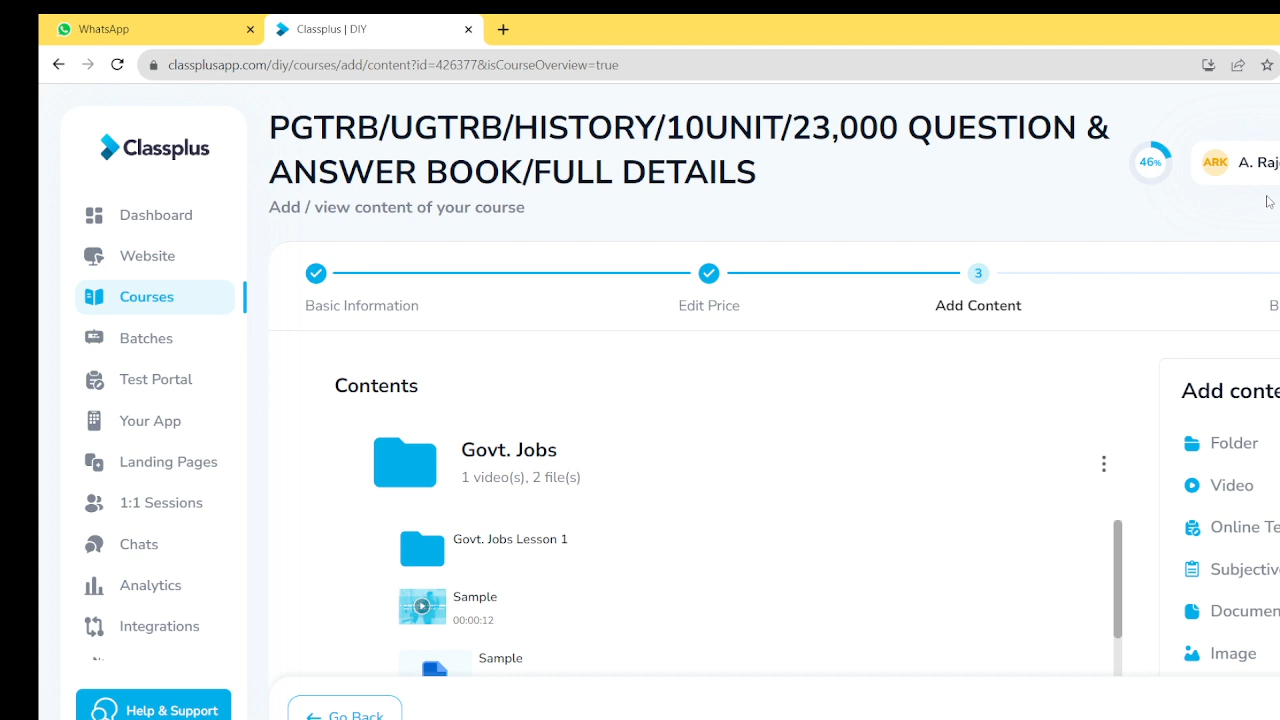 WhatsApp
Classplus | DIY
classplusapp.com/diy/courses/add/content?id=426377&isCourseOverview=true
Classplus
Dashboard
Website
Courses
Batches
Test Portal
Your App
Landing Pages
1:1 Sessions
Chats
Analytics
Integrations
Help & Support
PGTRB/UGTRB/HISTORY/10UNIT/23,000 QUESTION &
ANSWER BOOK/FULL DETAILS
Add / view content of your course
46%
ARK
A. Raj
Basic Information
Edit Price
3
Add Content
B
Contents
Govt. Jobs
1 video(s), 2 file(s)
Govt. Jobs Lesson 1
Sample
00:00:12
Sample
Add conte
Folder
Video
Online Te
Subjectiv
Documen
Image
Go Back